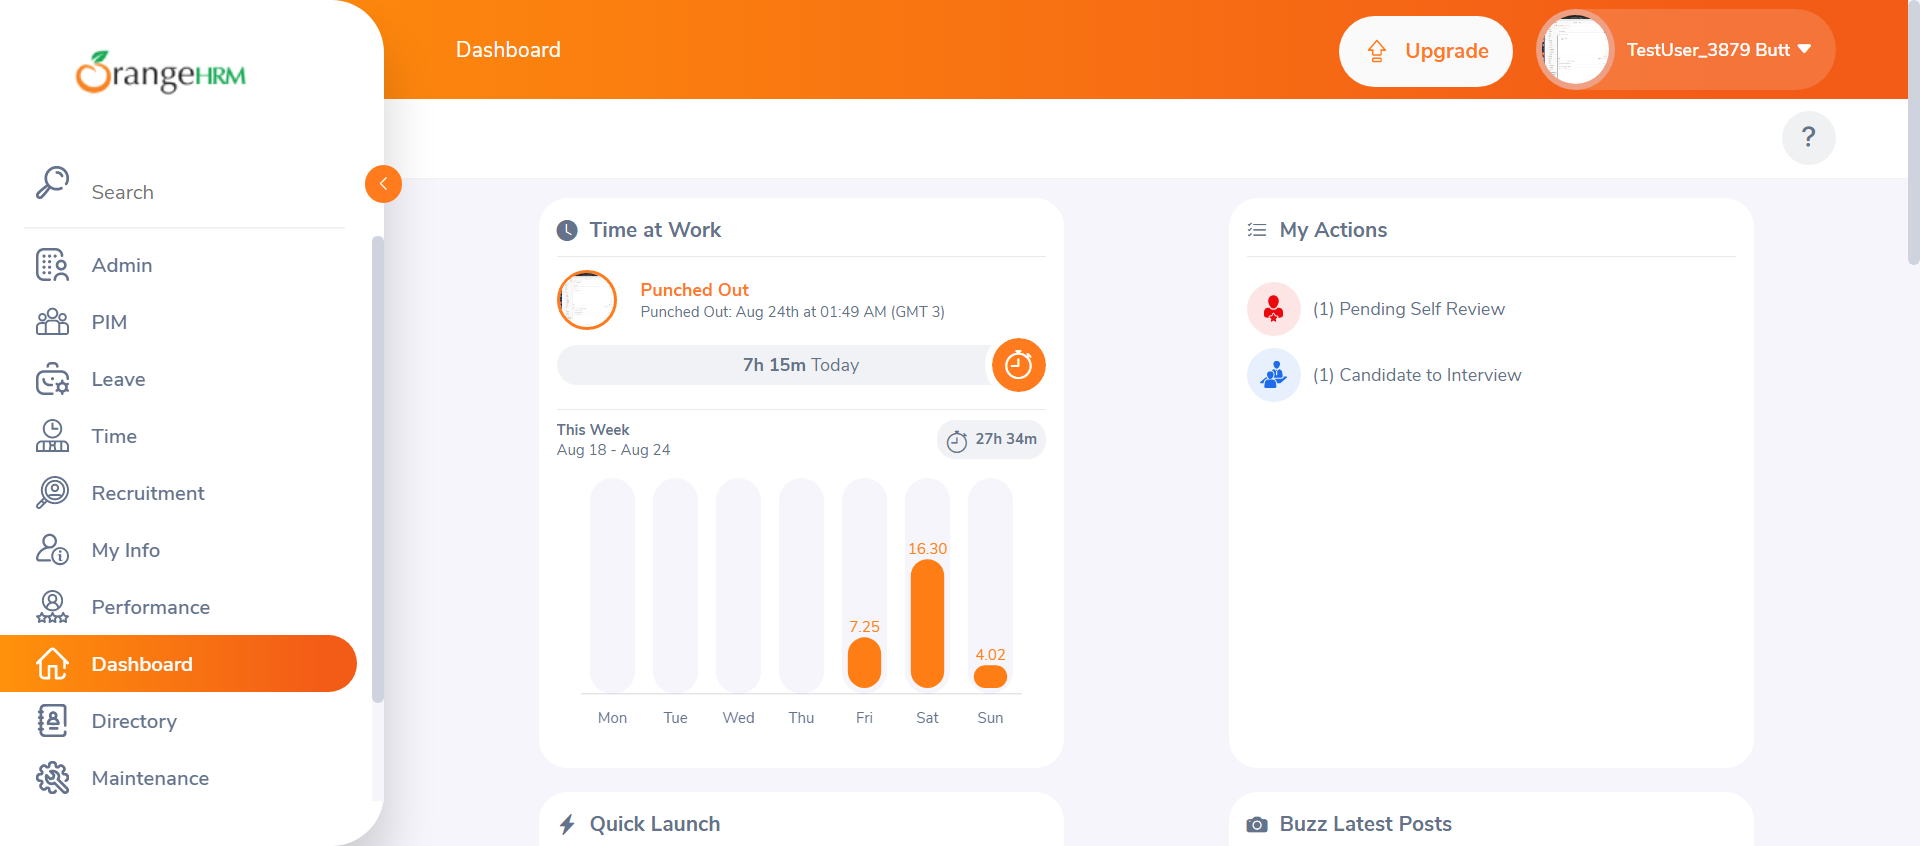 OrangeHRM
Search
Admin
PIM
Leave
Time
Recruitment
My Info
Performance
Dashboard
Directory
Maintenance
Dashboard
Upgrade
TestUser_3879 Butt
?
Time at Work
Punched Out
Punched Out: Aug 24th at 01:49 AM (GMT 3)
7h 15m Today
This Week
Aug 18 - Aug 24
27h 34m
16.30
7.25
4.02
Mon Tue Wed Thu Fri Sat Sun
My Actions
(1) Pending Self Review
(1) Candidate to Interview
Quick Launch
Buzz Latest Posts